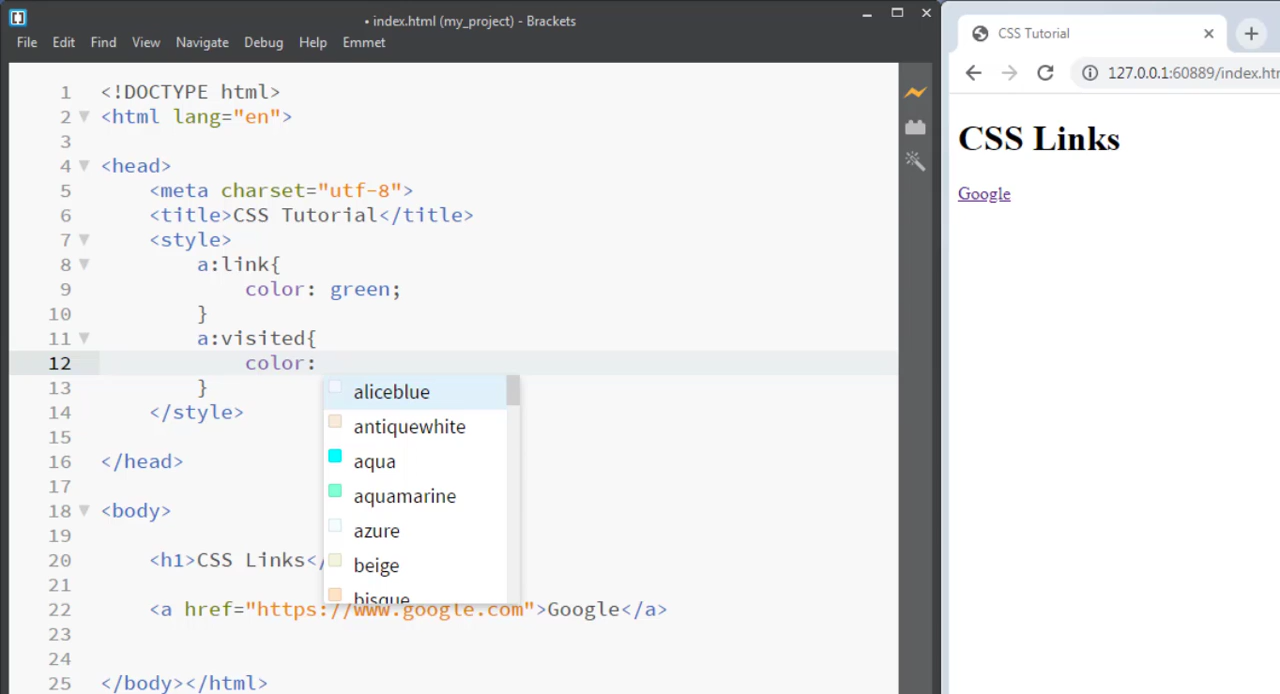 • index.html (my_project) - Brackets
File Edit Find View Navigate Debug Help Emmet
1 <!DOCTYPE html>
2 <html lang="en">
3
4 <head>
5 <meta charset="utf-8">
6 <title>CSS Tutorial</title>
7 <style>
8 a:link{
9 color: green;
10 }
11 a:visited{
12 color:
13 }
14 </style>
15
16 </head>
17
18 <body>
19
20 <h1>CSS Links</
21
22 <a href="https://www.google.com">Google</a>
23
24
25 </body></html>
aliceblue
antiquewhite
aqua
aquamarine
azure
beige
bisque
CSS Tutorial
127.0.0.1:60889/index.ht
CSS Links
Google